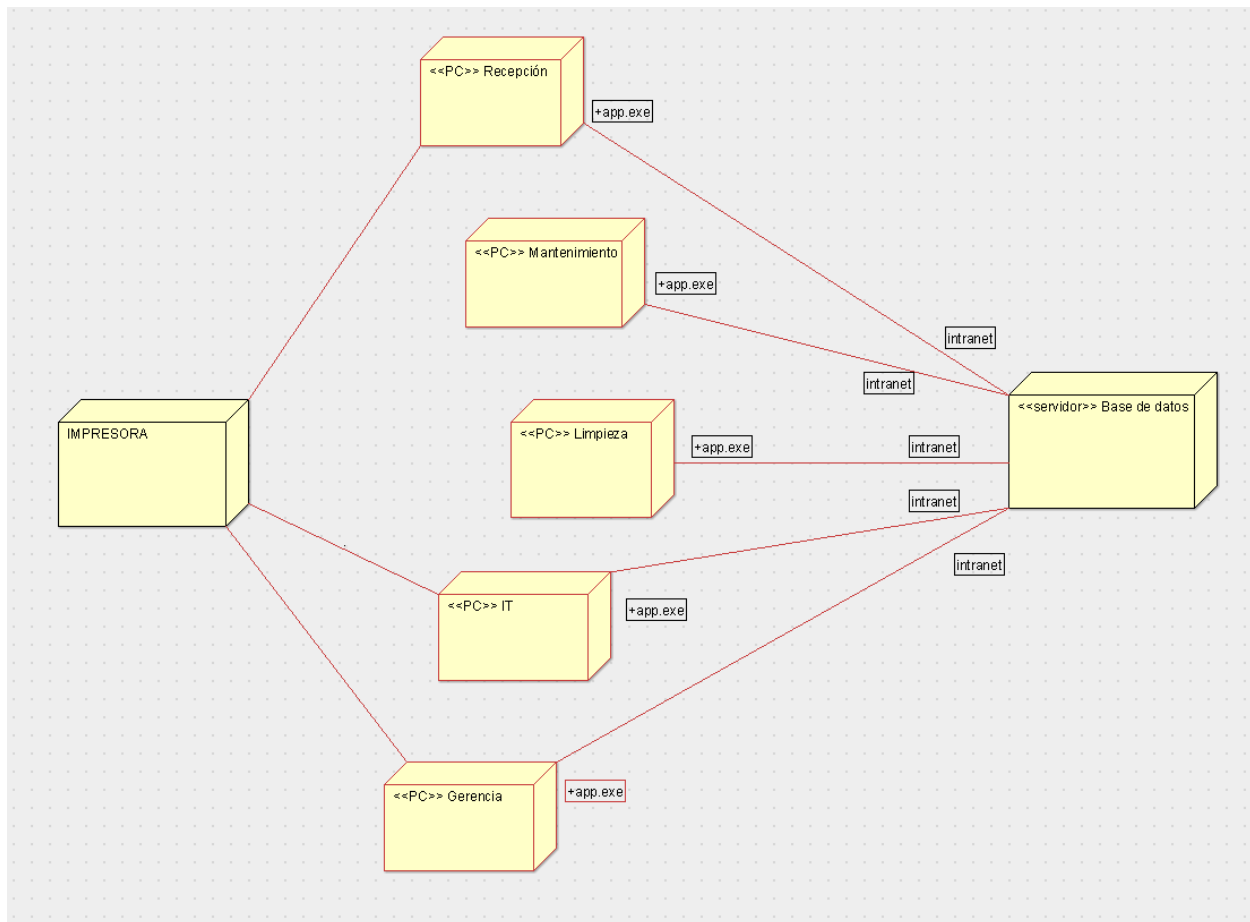 <<PC>> Recepción
+app.exe
<<PC>> Mantenimiento
+app.exe
intranet
intranet
<<servidor>> Base de datos
IMPRESORA
<<PC>> Limpieza
+app.exe
intranet
intranet
intranet
<<PC>> IT
+app.exe
<<PC>> Gerencia
+app.exe